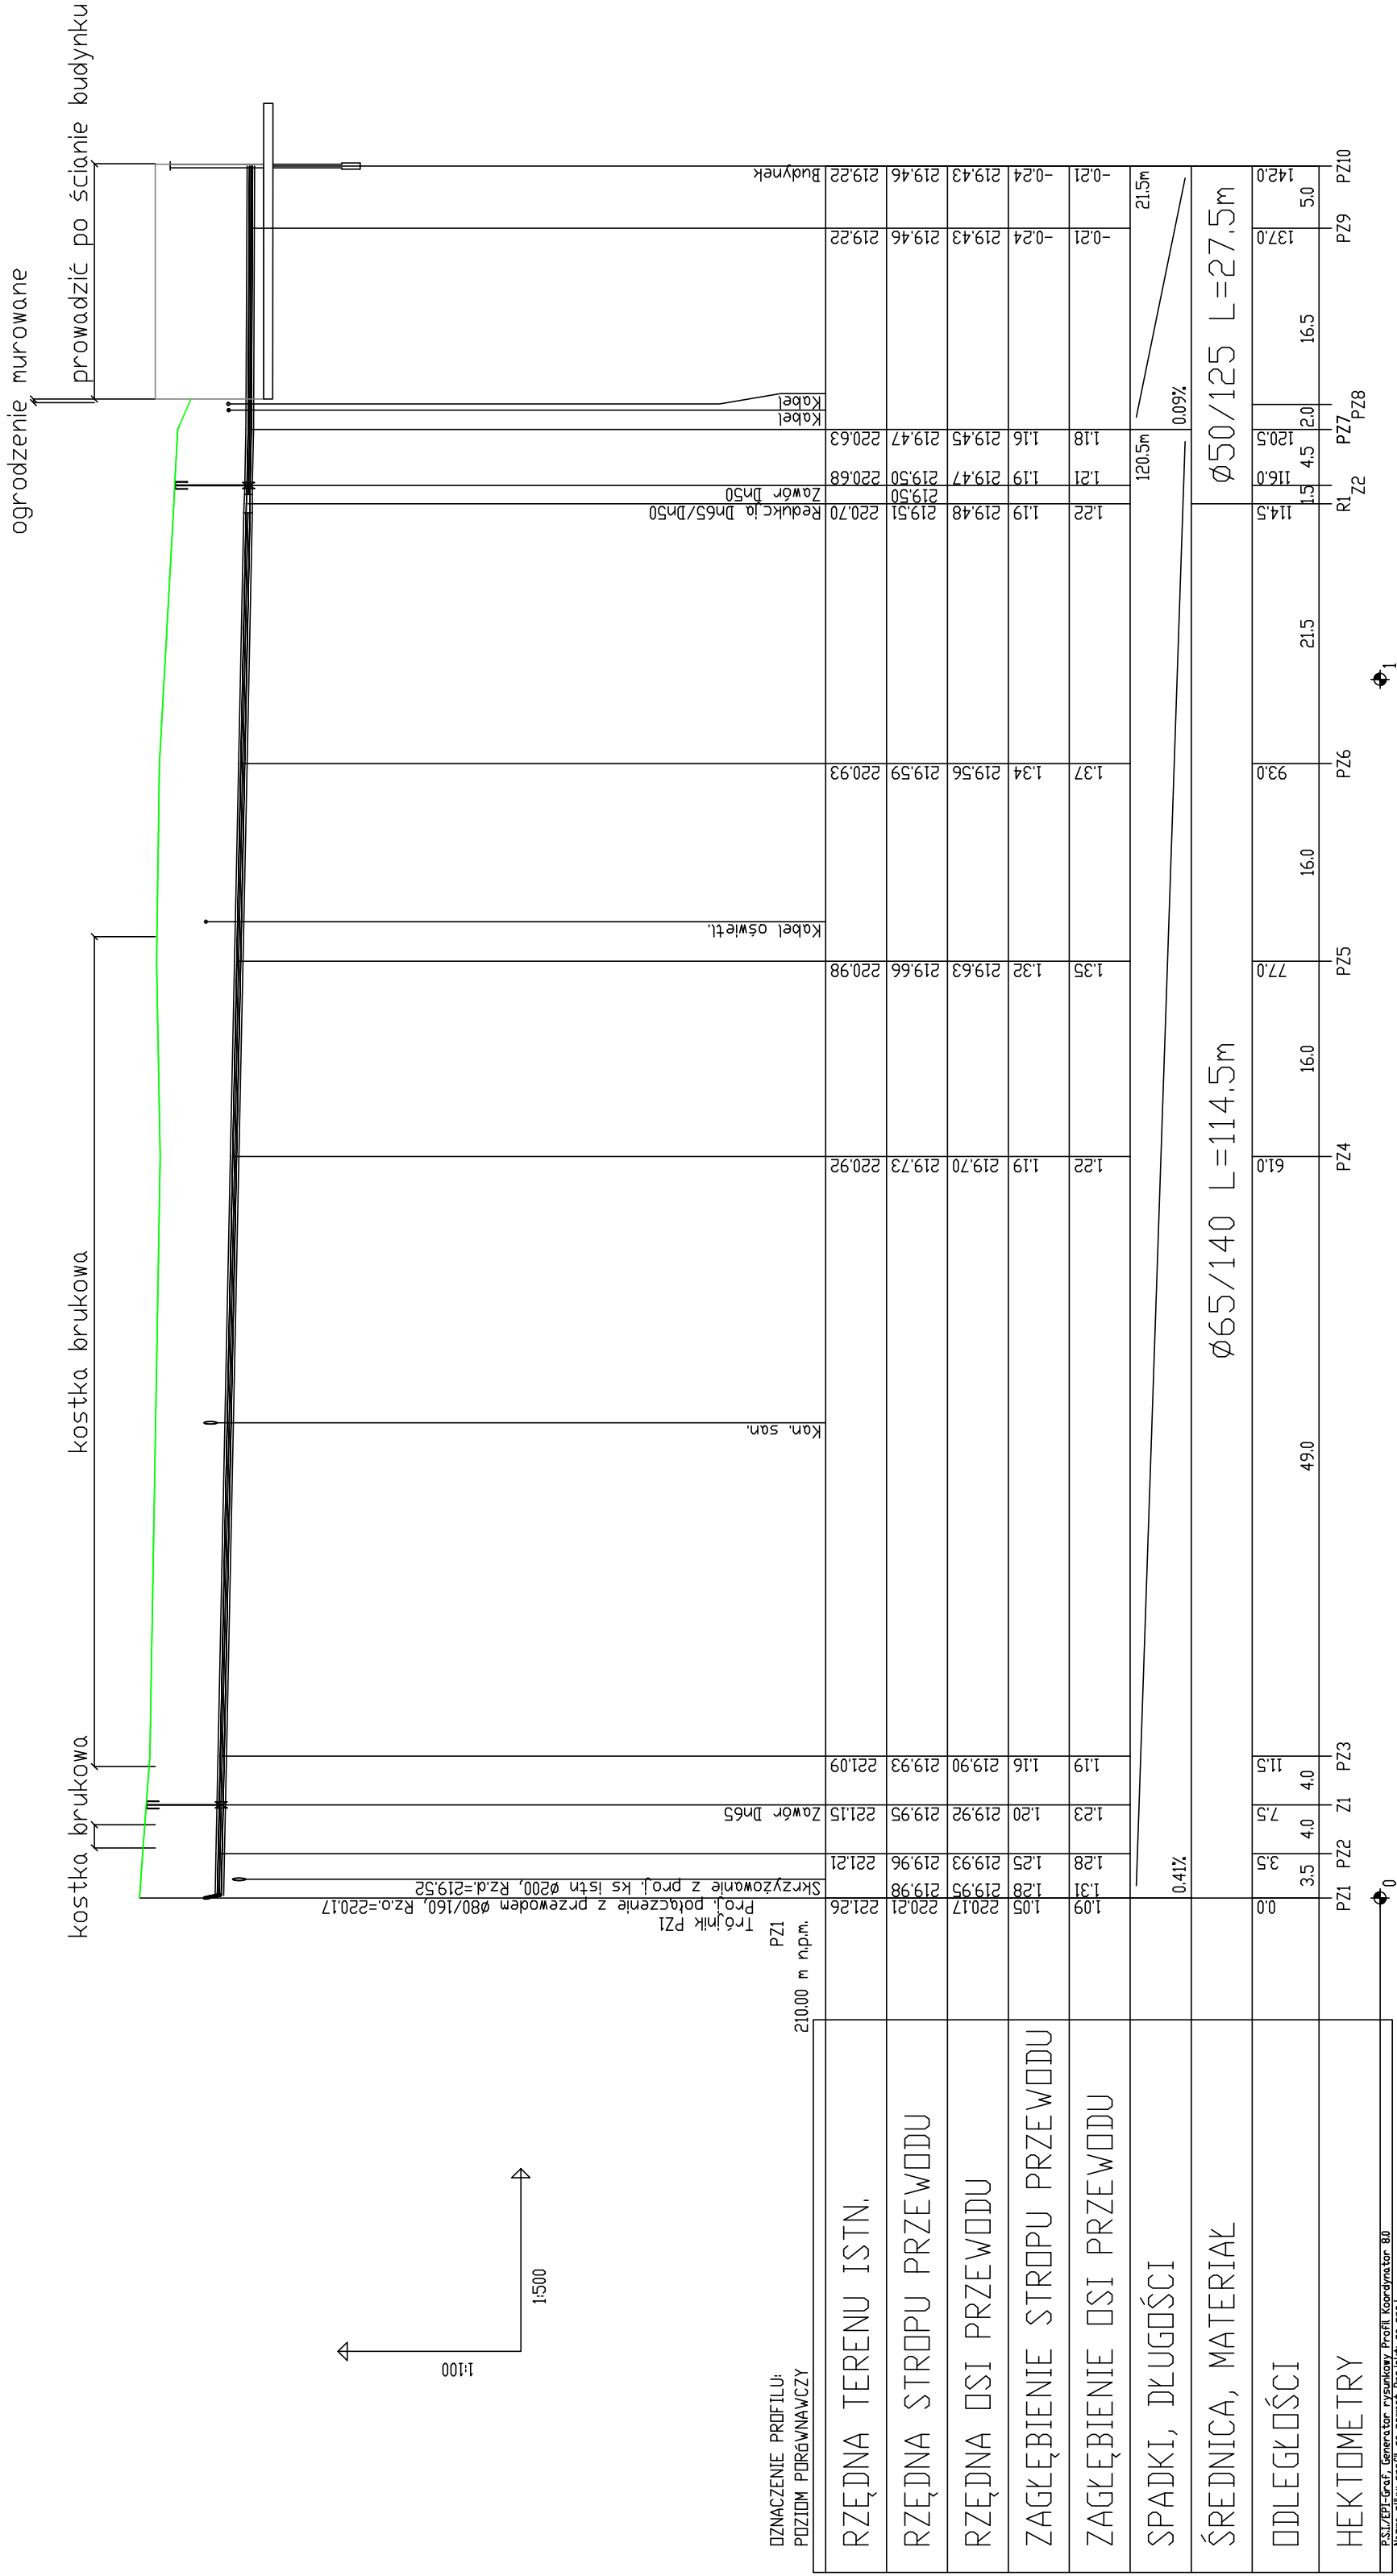 ogrodzenie murowane
kostka brukowa
kostka brukowa
prowadzić po ścianie budynku
1:100
1:500
Trójnik PZ1
Proj. połączenie z przewodem Ø80/160, Rz.o.=220.17
Skrzyżowanie z proj. ks istn Ø200, Rz.d.=219.52
Zawór Dn65
Kan. san.
Kabel oświetl.
Redukcja Dn65/Dn50
Zawór Dn50
Kabel
Kabel
Budynek
OZNACZENIE PROFILU: PZ1
POZIOM PORÓWNAWCZY 210.00 m n.p.m.
RZĘDNA TERENU ISTN. 221.26 221.21 221.15 221.09 220.92 220.98 220.93 220.70 220.68 220.63 219.22 219.22
RZĘDNA STROPU PRZEWODU 220.21 219.98 219.96 219.95 219.93 219.73 219.66 219.59 219.51 219.50 219.50 219.47 219.46 219.46
RZĘDNA OSI PRZEWODU 220.17 219.95 219.93 219.92 219.90 219.70 219.63 219.56 219.48 219.47 219.45 219.43 219.43
ZAGŁĘBIENIE STROPU PRZEWODU 1.05 1.28 1.25 1.20 1.16 1.19 1.32 1.34 1.19 1.19 1.16 -0.24 -0.24
ZAGŁĘBIENIE OSI PRZEWODU 1.09 1.31 1.28 1.23 1.19 1.22 1.35 1.37 1.22 1.21 1.18 -0.21 -0.21
SPADKI, DŁUGOŚCI 0.41% 120.5m 0.09% 21.5m
ŚREDNICA, MATERIAŁ Ø65/140 L=114.5m Ø50/125 L=27.5m
ODLEGŁOŚCI 0.0 3.5 7.5 11.5 61.0 77.0 93.0 114.5 116.0 120.5 137.0 142.0
3.5 4.0 4.0 49.0 16.0 16.0 21.5 1.5 4.5 2.0 16.5 5.0
HEKTOMETRY PZ1 PZ2 Z1 PZ3 PZ4 PZ5 PZ6 R1 Z2 PZ7 PZ8 PZ9 PZ10
0 1
P.S.I./EPI-Graf, Generator rysunkowy Profil Koordynator 8.0